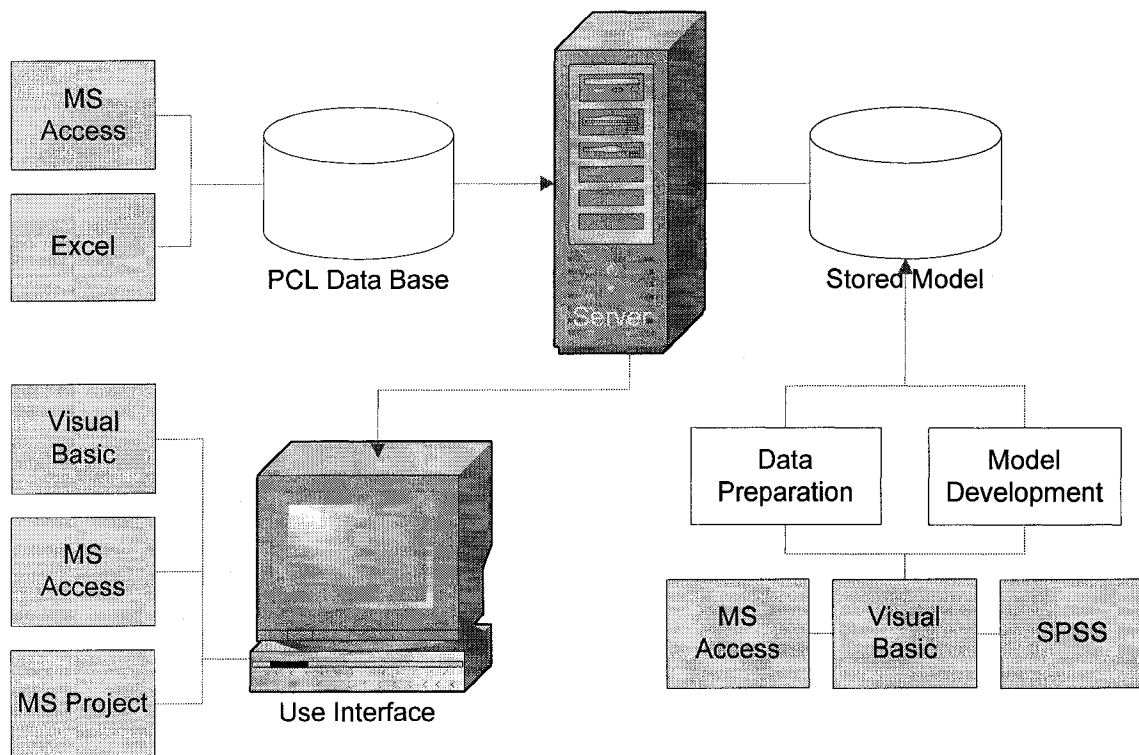 MS
Access
Excel
PCL Data Base
Server
Stored Model
Visual
Basic
MS
Access
MS Project
Use Interface
Data
Preparation
Model
Development
MS
Access
Visual
Basic
SPSS